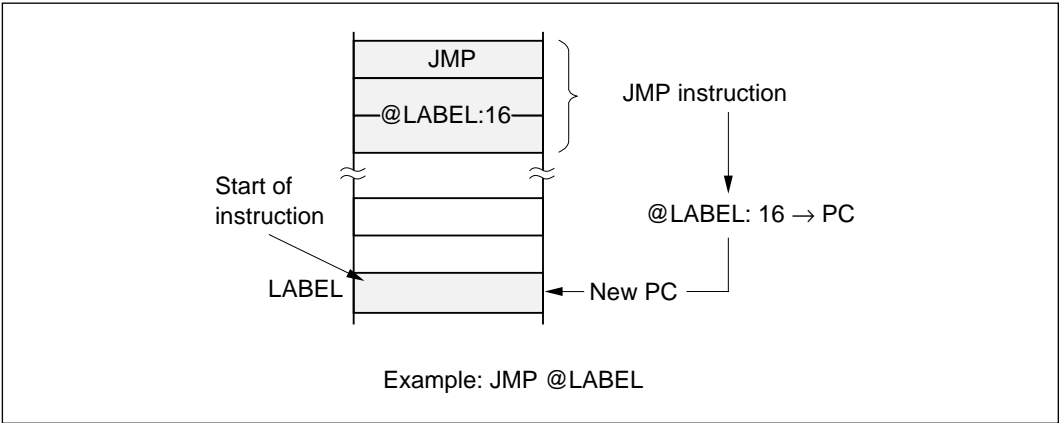 JMP
@LABEL:16
JMP instruction
Start of
instruction
@LABEL: 16 → PC
LABEL
New PC
Example: JMP @LABEL